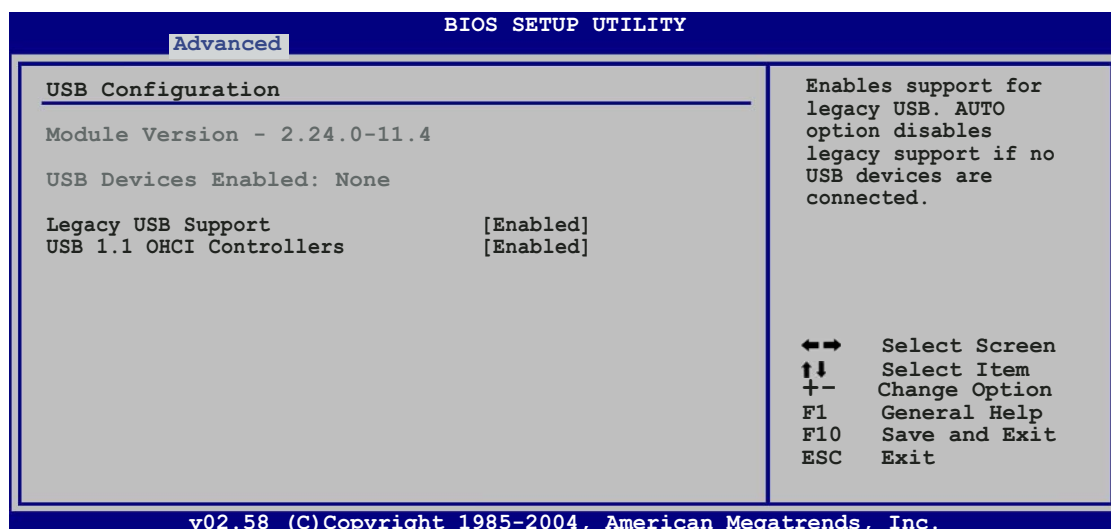 BIOS SETUP UTILITY
Advanced
USB Configuration
Module Version - 2.24.0-11.4
USB Devices Enabled: None
Legacy USB Support [Enabled]
USB 1.1 OHCI Controllers [Enabled]
Enables support for
legacy USB. AUTO
option disables
legacy support if no
USB devices are
connected.
←→ Select Screen
↑↓ Select Item
+- Change Option
F1 General Help
F10 Save and Exit
ESC Exit
v02.58 (C)Copyright 1985-2004, American Megatrends, Inc.